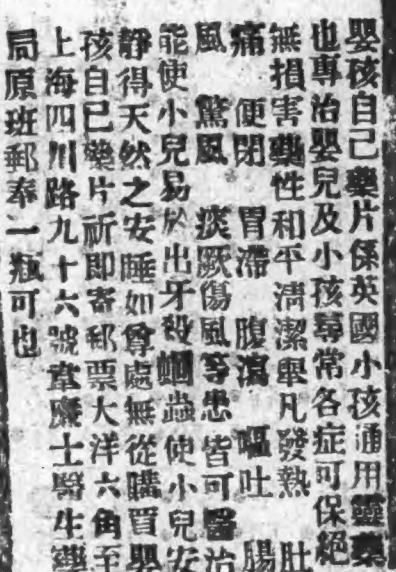 嬰孩自己藥片係英國小孩通用靈藥
也專治嬰兒及小孩尋常各症可保絕
無損害藥性和平清潔舉凡發熱　肚
痛　便閉　胃滯　腹瀉　嘔吐　腸
風　驚風　痰厥傷風等患皆可醫治
能使小兒易於出牙殺蛔蟲使小兒安
靜得天然之安睡如尊處無從購買嬰
孩自己藥片祈即寄郵票大洋六角至
上海四川路九十六號韋廉士醫生藥
局原班郵奉一瓶可也